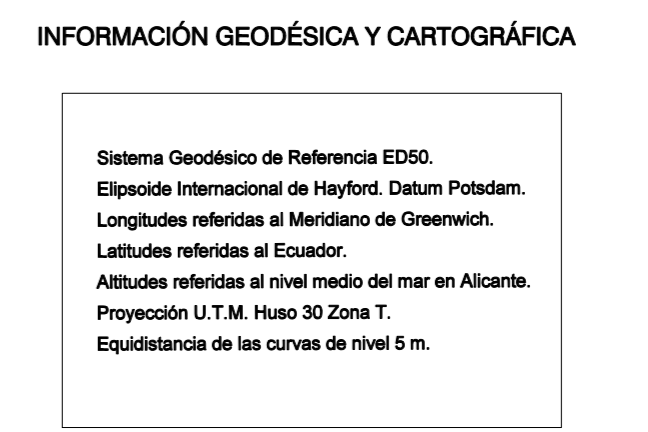 INFORMACIÓN GEODÉSICA Y CARTOGRÁFICA
Sistema Geodésico de Referencia ED50.
Elipsoide Internacional de Hayford. Datum Potsdam.
Longitudes referidas al Meridiano de Greenwich.
Latitudes referidas al Ecuador.
Altitudes referidas al nivel medio del mar en Alicante.
Proyección U.T.M. Huso 30 Zona T.
Equidistancia de las curvas de nivel 5 m.